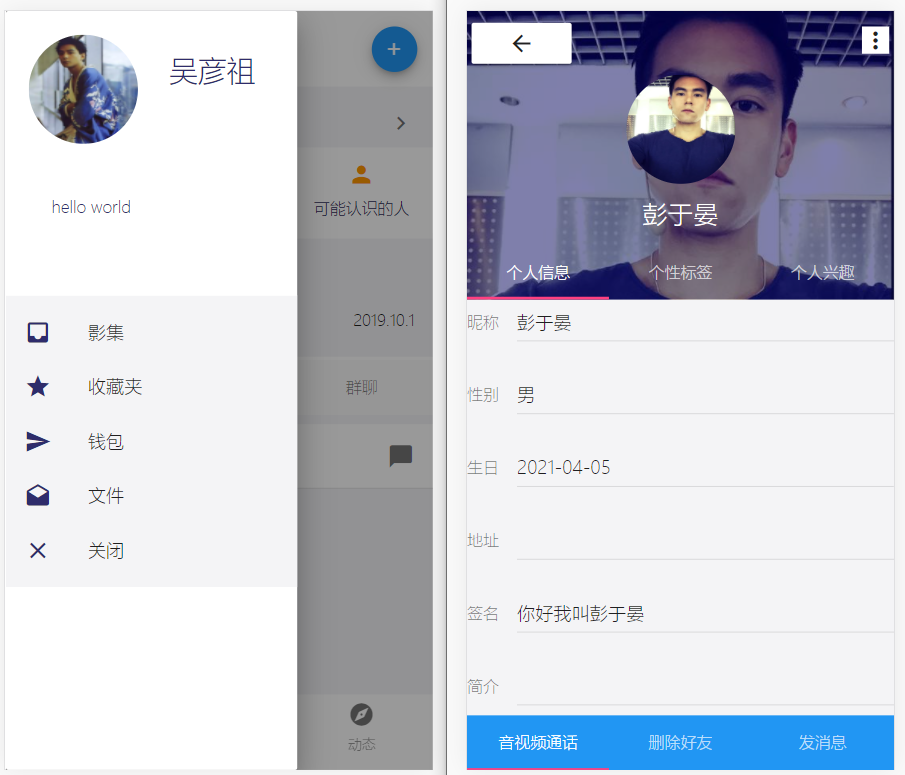 吴彦祖
hello world
影集
收藏夹
钱包
文件
关闭
+
可能认识的人
2019.10.1
群聊
动态
彭于晏
个人信息 个性标签 个人兴趣
昵称 彭于晏
性别 男
生日 2021-04-05
地址
签名 你好我叫彭于晏
简介
音视频通话 删除好友 发消息